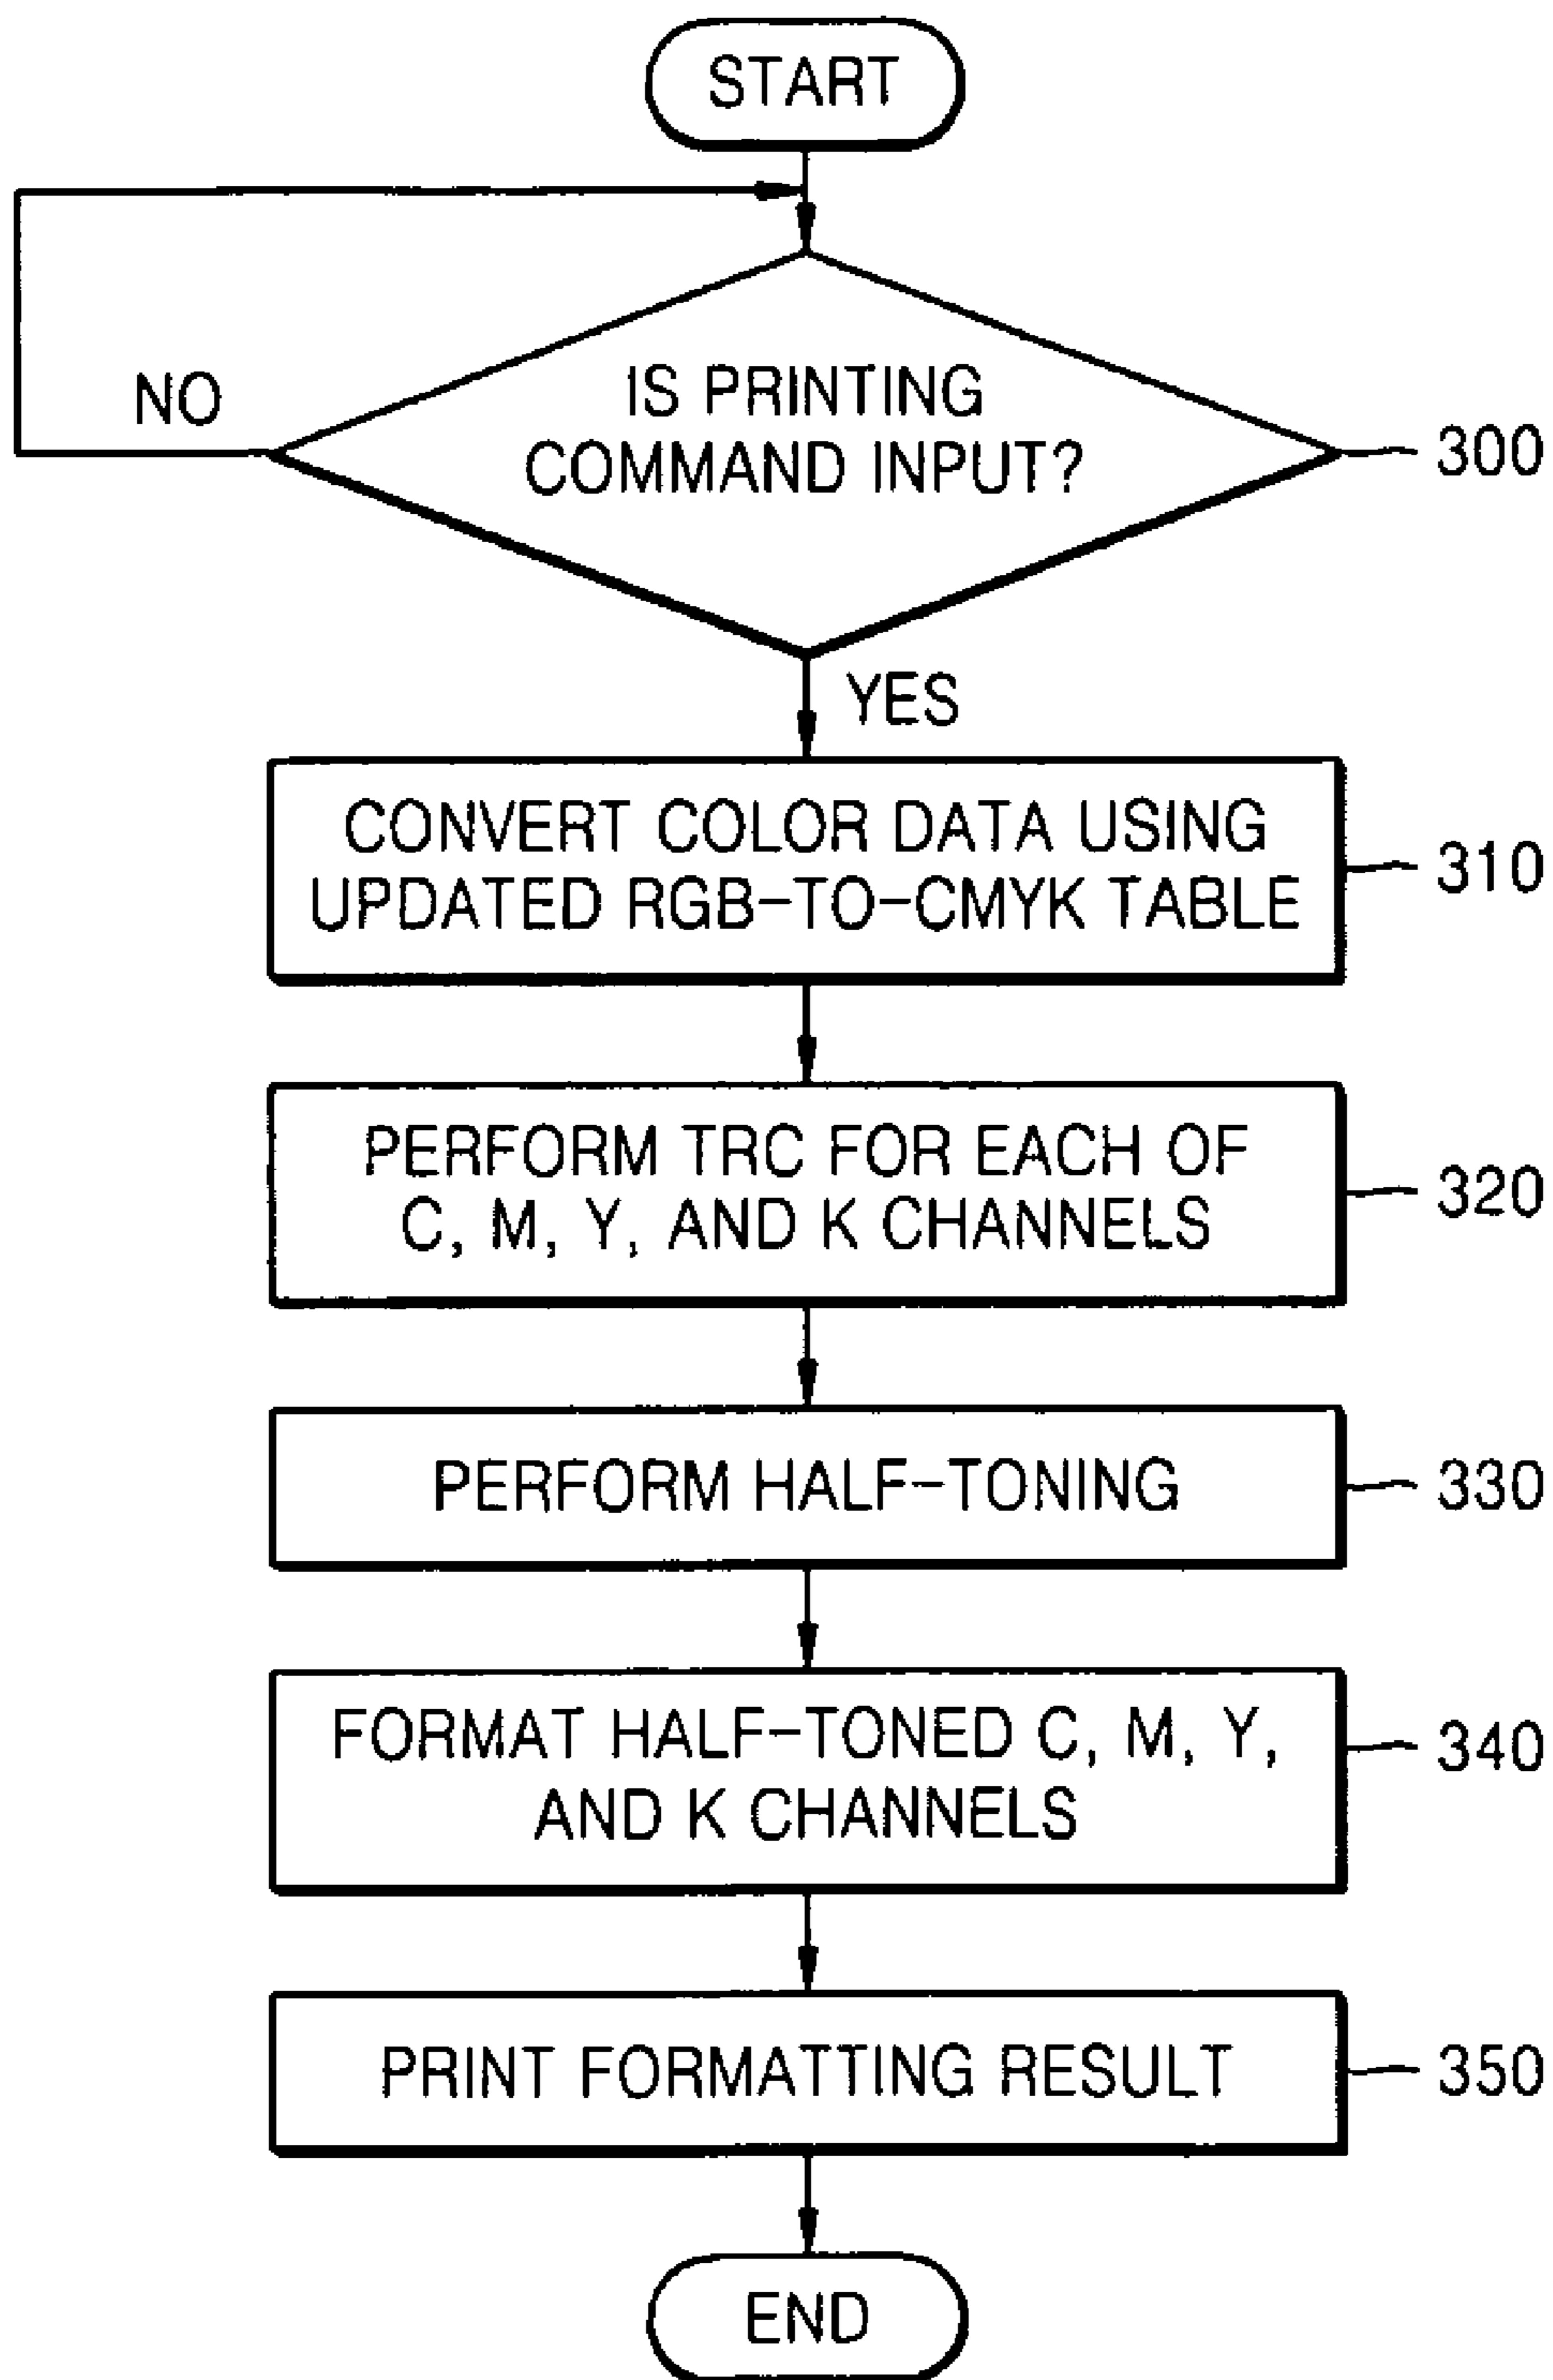 START
NO
IS PRINTING
COMMAND INPUT?
300
YES
CONVERT COLOR DATA USING
UPDATED RGB-TO-CMYK TABLE
310
PERFORM TRC FOR EACH OF
C, M, Y, AND K CHANNELS
320
PERFORM HALF-TONING
330
FORMAT HALF-TONED C, M, Y,
AND K CHANNELS
340
PRINT FORMATTING RESULT
350
END